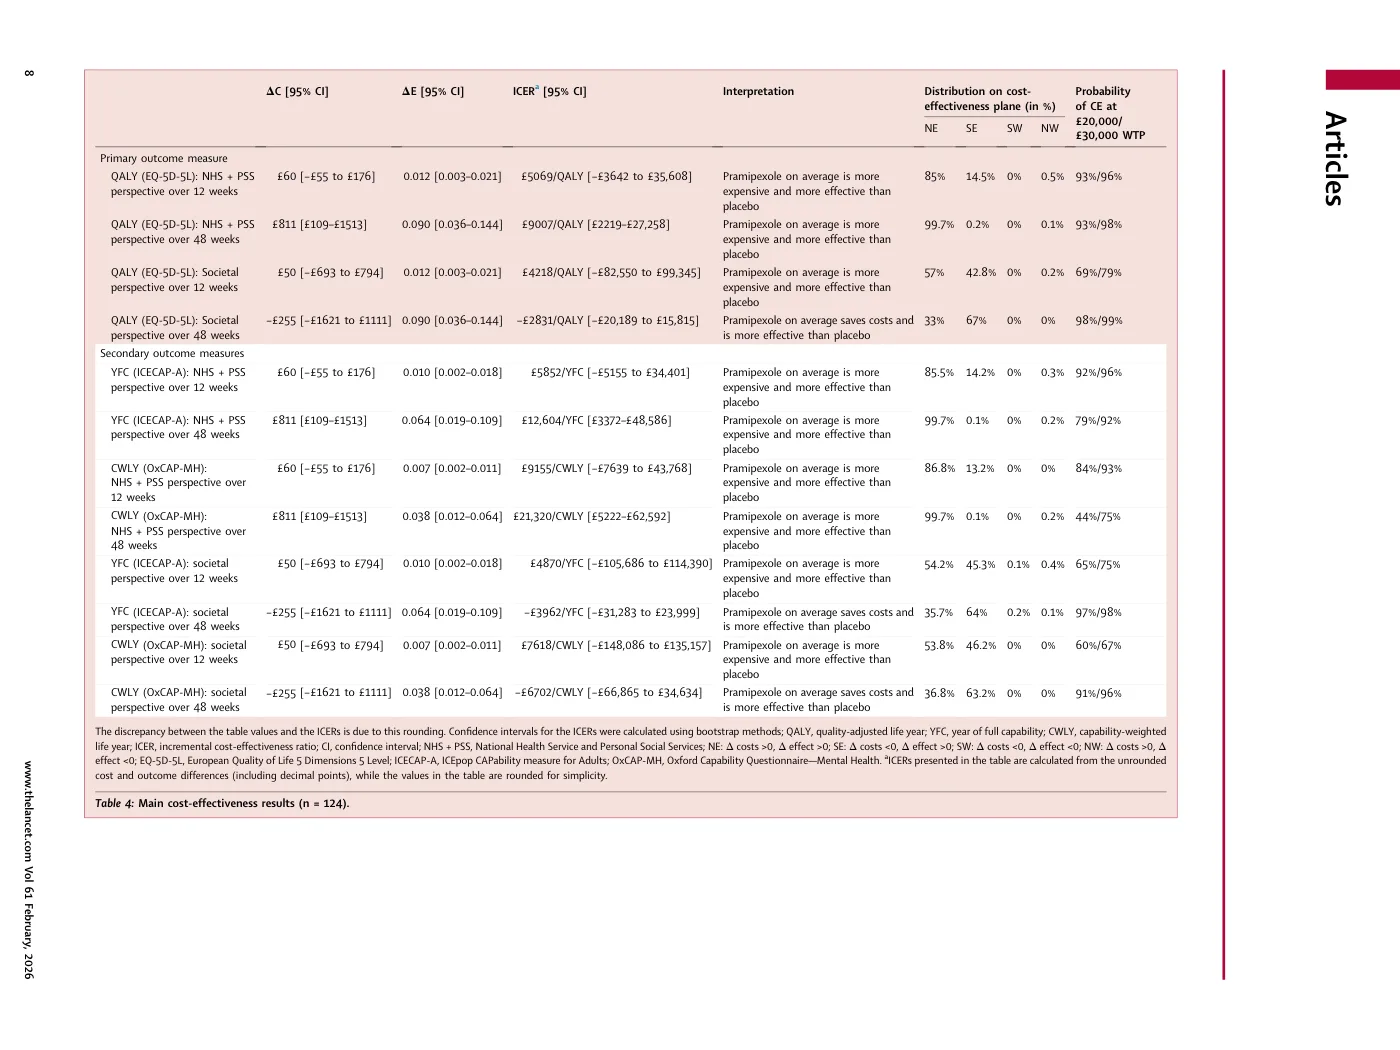 8
Articles
ΔC [95% CI] ΔE [95% CI] ICERa [95% CI] Interpretation Distribution on cost-effectiveness plane (in %) Probability of CE at £20,000/£30,000 WTP
NE SE SW NW
Primary outcome measure
QALY (EQ-5D-5L): NHS + PSS £60 [−£55 to £176] 0.012 [0.003–0.021] £5069/QALY [−£3642 to £35,608] Pramipexole on average is more 85% 14.5% 0% 0.5% 93%/96%
perspective over 12 weeks expensive and more effective than
placebo
QALY (EQ-5D-5L): NHS + PSS £811 [£109–£1513] 0.090 [0.036–0.144] £9007/QALY [£2219–£27,258] Pramipexole on average is more 99.7% 0.2% 0% 0.1% 93%/98%
perspective over 48 weeks expensive and more effective than
placebo
QALY (EQ-5D-5L): Societal £50 [−£693 to £794] 0.012 [0.003–0.021] £4218/QALY [−£82,550 to £99,345] Pramipexole on average is more 57% 42.8% 0% 0.2% 69%/79%
perspective over 12 weeks expensive and more effective than
placebo
QALY (EQ-5D-5L): Societal −£255 [−£1621 to £1111] 0.090 [0.036–0.144] −£2831/QALY [−£20,189 to £15,815] Pramipexole on average saves costs and 33% 67% 0% 0% 98%/99%
perspective over 48 weeks is more effective than placebo
Secondary outcome measures
YFC (ICECAP-A): NHS + PSS £60 [−£55 to £176] 0.010 [0.002–0.018] £5852/YFC [−£5155 to £34,401] Pramipexole on average is more 85.5% 14.2% 0% 0.3% 92%/96%
perspective over 12 weeks expensive and more effective than
placebo
YFC (ICECAP-A): NHS + PSS £811 [£109–£1513] 0.064 [0.019–0.109] £12,604/YFC [£3372–£48,586] Pramipexole on average is more 99.7% 0.1% 0% 0.2% 79%/92%
perspective over 48 weeks expensive and more effective than
placebo
CWLY (OxCAP-MH): £60 [−£55 to £176] 0.007 [0.002–0.011] £9155/CWLY [−£7639 to £43,768] Pramipexole on average is more 86.8% 13.2% 0% 0% 84%/93%
NHS + PSS perspective over expensive and more effective than
12 weeks placebo
CWLY (OxCAP-MH): £811 [£109–£1513] 0.038 [0.012–0.064] £21,320/CWLY [£5222–£62,592] Pramipexole on average is more 99.7% 0.1% 0% 0.2% 44%/75%
NHS + PSS perspective over expensive and more effective than
48 weeks placebo
YFC (ICECAP-A): societal £50 [−£693 to £794] 0.010 [0.002–0.018] £4870/YFC [−£105,686 to £114,390] Pramipexole on average is more 54.2% 45.3% 0.1% 0.4% 65%/75%
perspective over 12 weeks expensive and more effective than
placebo
YFC (ICECAP-A): societal −£255 [−£1621 to £1111] 0.064 [0.019–0.109] −£3962/YFC [−£31,283 to £23,999] Pramipexole on average saves costs and 35.7% 64% 0.2% 0.1% 97%/98%
perspective over 48 weeks is more effective than placebo
CWLY (OxCAP-MH): societal £50 [−£693 to £794] 0.007 [0.002–0.011] £7618/CWLY [−£148,086 to £135,157] Pramipexole on average is more 53.8% 46.2% 0% 0% 60%/67%
perspective over 12 weeks expensive and more effective than
placebo
CWLY (OxCAP-MH): societal −£255 [−£1621 to £1111] 0.038 [0.012–0.064] −£6702/CWLY [−£66,865 to £34,634] Pramipexole on average saves costs and 36.8% 63.2% 0% 0% 91%/96%
perspective over 48 weeks is more effective than placebo
The discrepancy between the table values and the ICERs is due to this rounding. Confidence intervals for the ICERs were calculated using bootstrap methods; QALY, quality-adjusted life year; YFC, year of full capability; CWLY, capability-weighted
life year; ICER, incremental cost-effectiveness ratio; CI, confidence interval; NHS + PSS, National Health Service and Personal Social Services; NE: Δ costs >0, Δ effect >0; SE: Δ costs <0, Δ effect >0; SW: Δ costs <0, Δ effect <0; NW: Δ costs >0, Δ
effect <0; EQ-5D-5L, European Quality of Life 5 Dimensions 5 Level; ICECAP-A, ICEpop CAPability measure for Adults; OxCAP-MH, Oxford Capability Questionnaire—Mental Health. aICERs presented in the table are calculated from the unrounded
cost and outcome differences (including decimal points), while the values in the table are rounded for simplicity.
Table 4: Main cost-effectiveness results (n = 124).
www.thelancet.com Vol 61 February, 2026